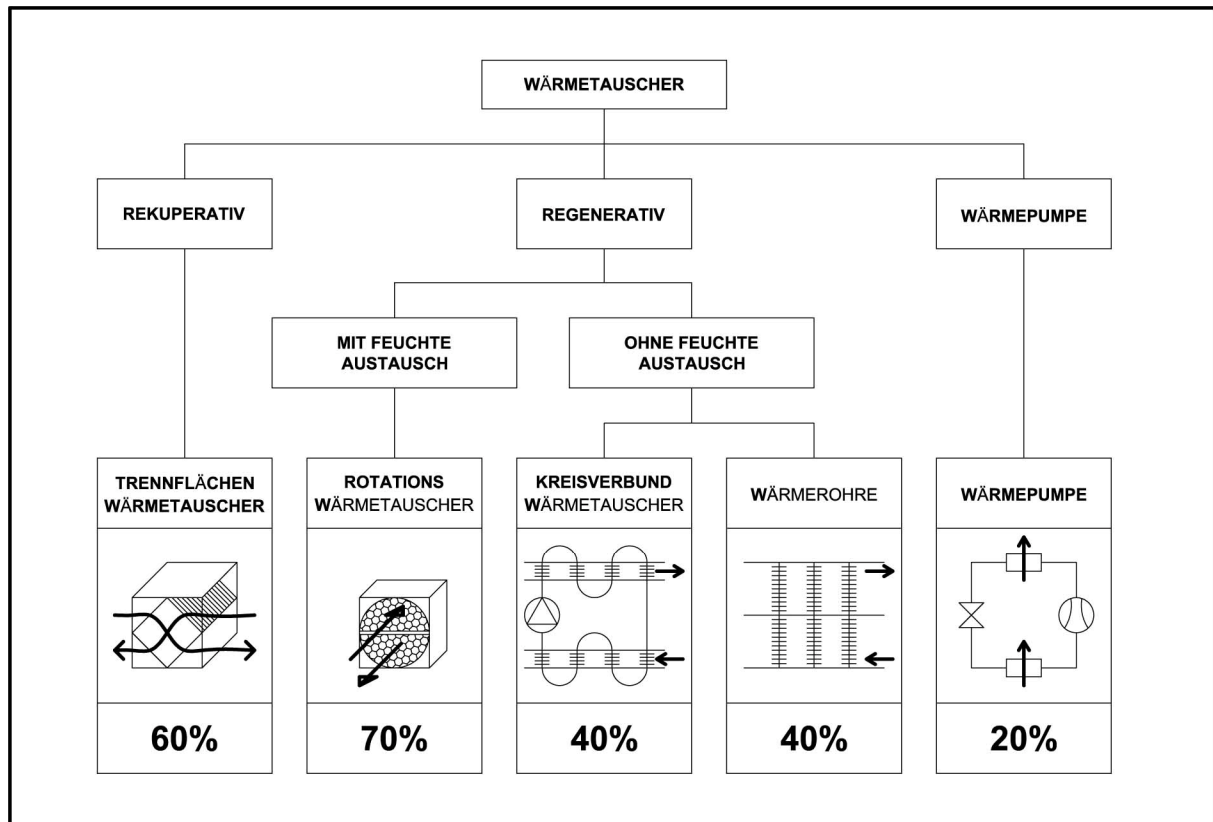 WÄRMETAUSCHER
REKUPERATIV
REGENERATIV
WÄRMEPUMPE
MIT FEUCHTE
AUSTAUSCH
OHNE FEUCHTE
AUSTAUSCH
TRENNFLÄCHEN
WÄRMETAUSCHER
ROTATIONS
WÄRMETAUSCHER
KREISVERBUND
WÄRMETAUSCHER
WÄRMEROHRE
WÄRMEPUMPE
60%
70%
40%
40%
20%